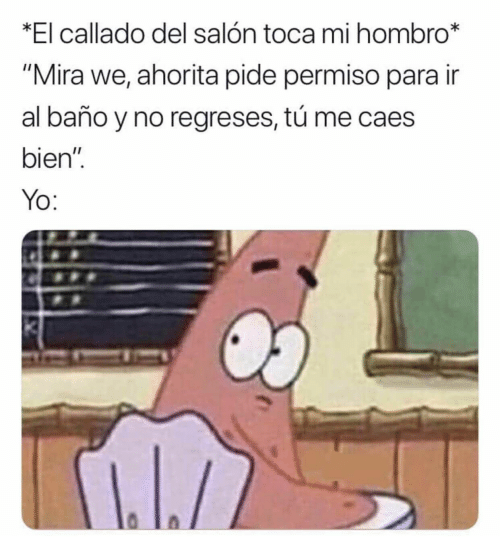 *El callado del salón toca mi hombro*
"Mira we, ahorita pide permiso para ir
al baño y no regreses, tú me caes
bien".
Yo: